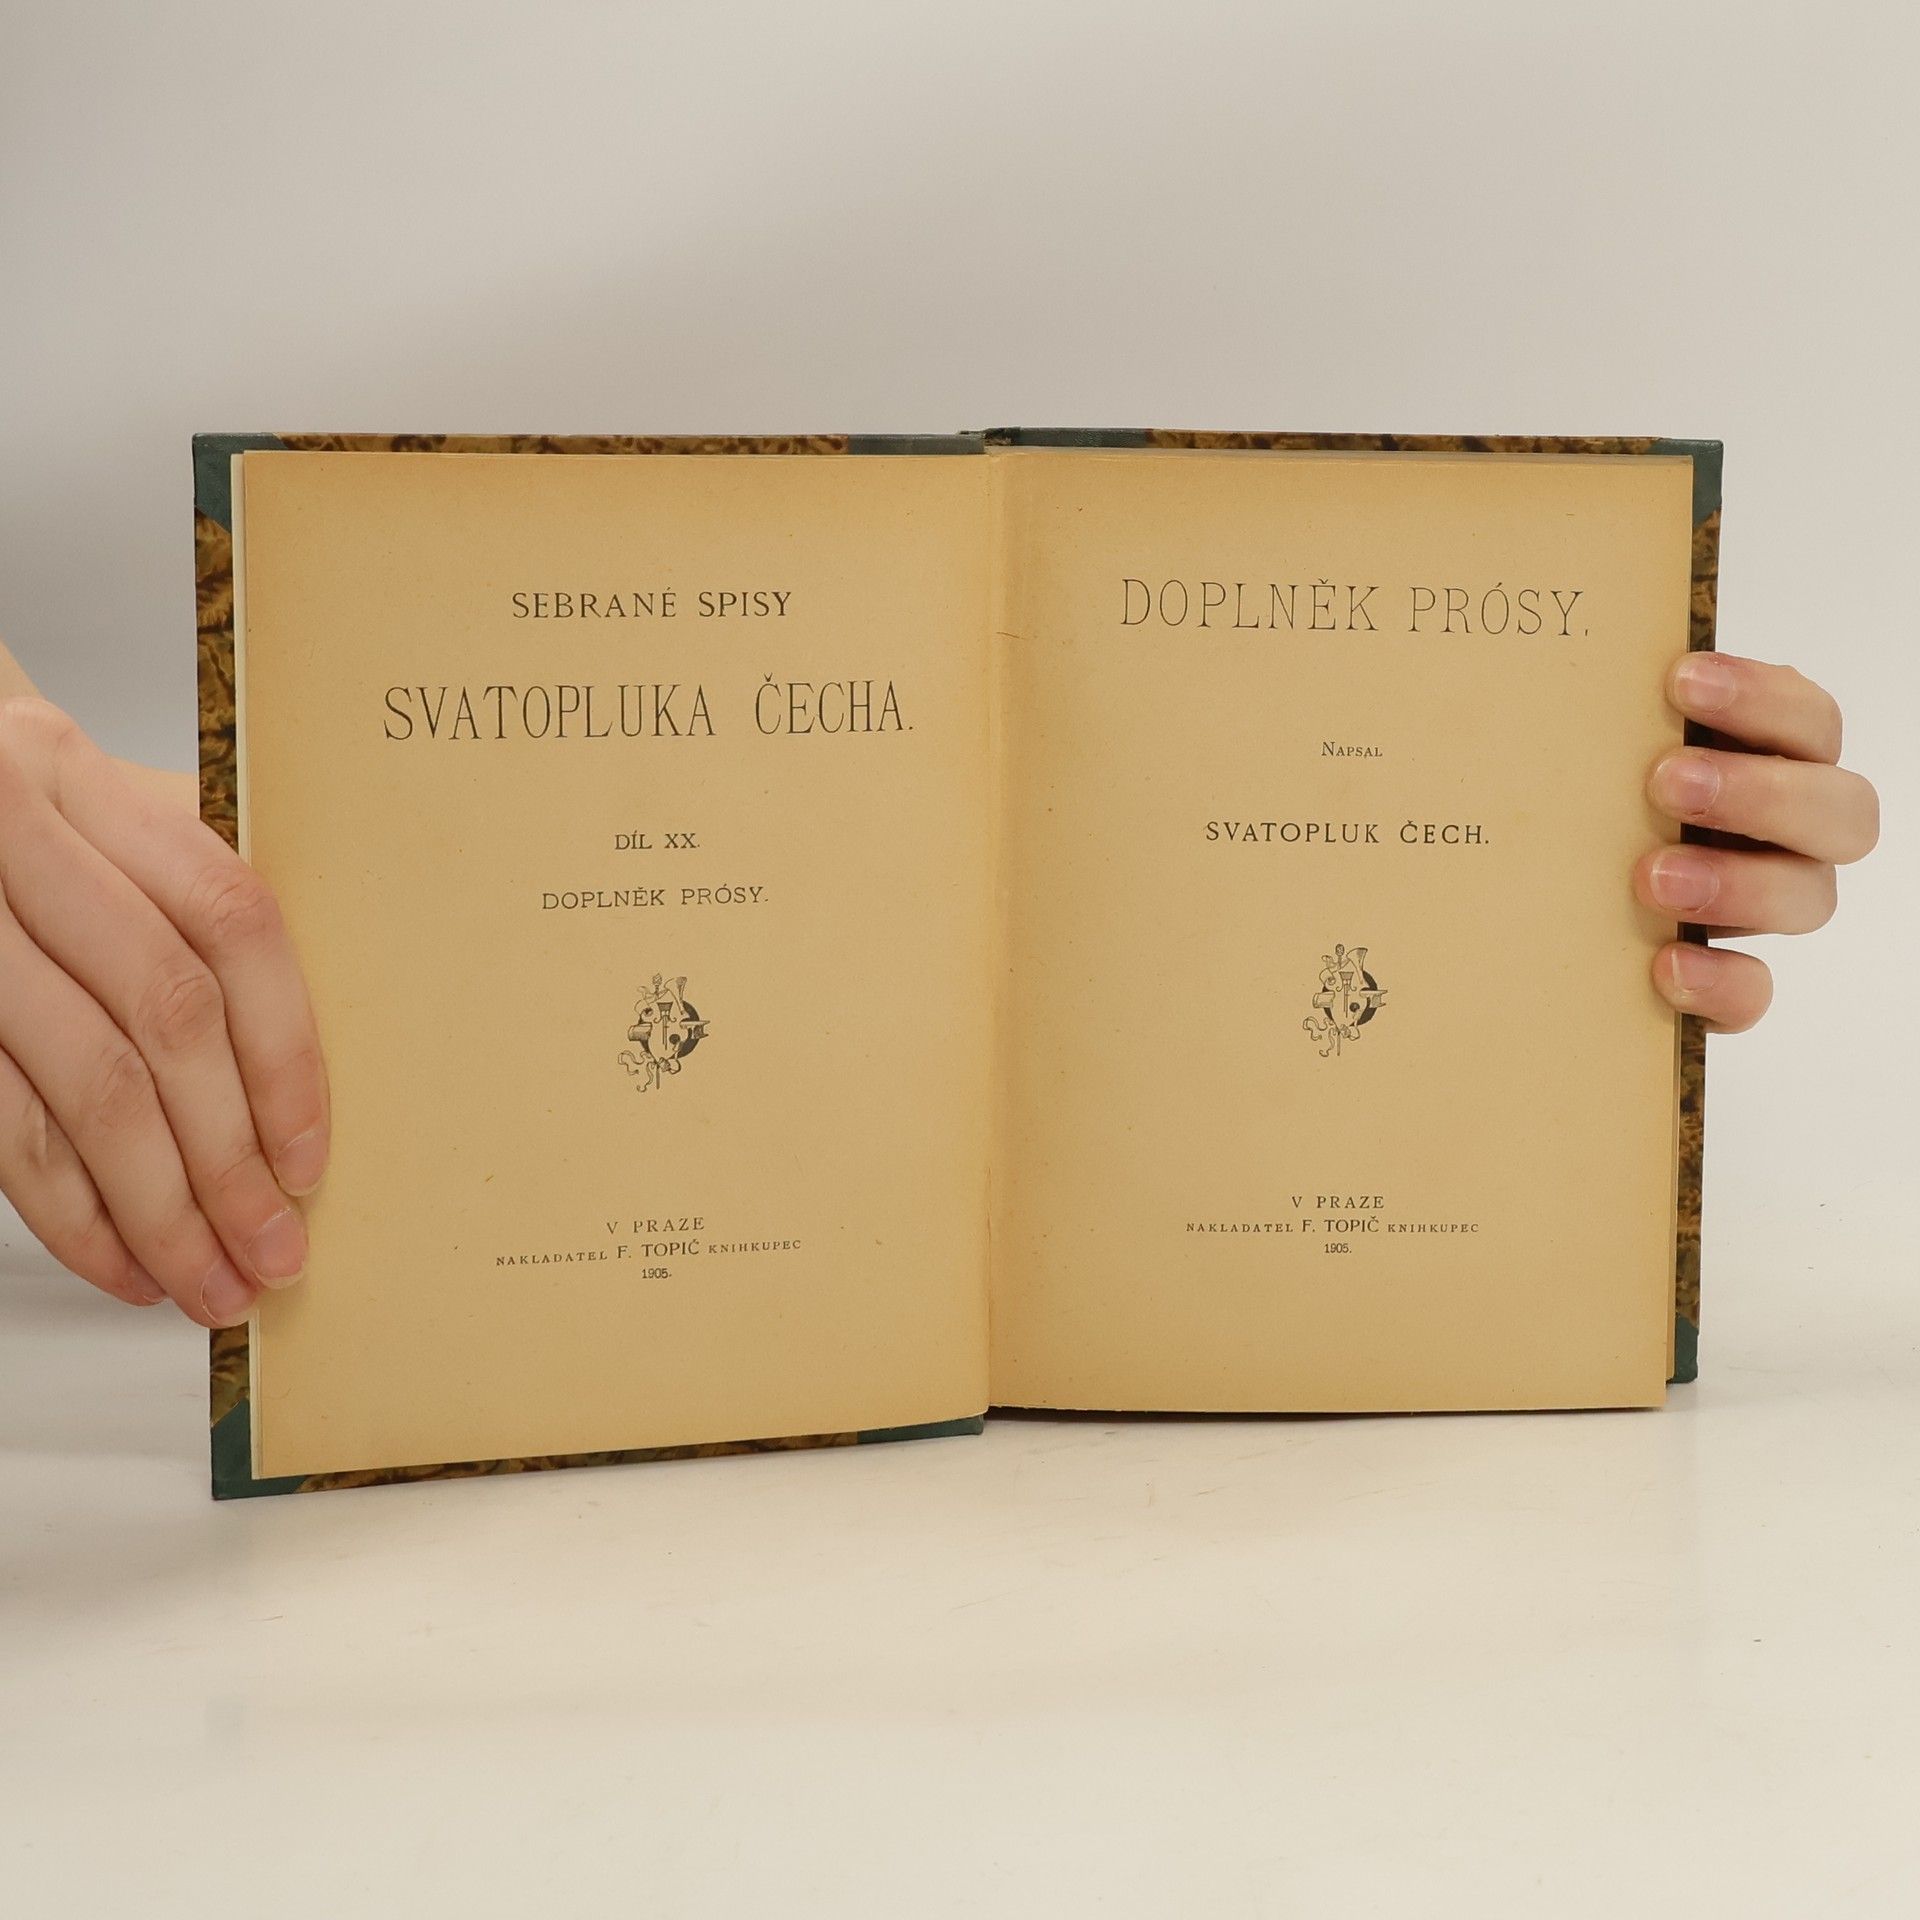 SEBRANÉ SPISY
SVATOPLUKA ČECHA.
DÍL XX.
DOPLNĚK PRÓSY.
V PRAZE
NAKLADATEL F. TOPIČ KNIHKUPEC
1905.
DOPLNĚK PRÓSY.
NAPSAL
SVATOPLUK ČECH.
V PRAZE
NAKLADATEL F. TOPIČ KNIHKUPEC
1905.